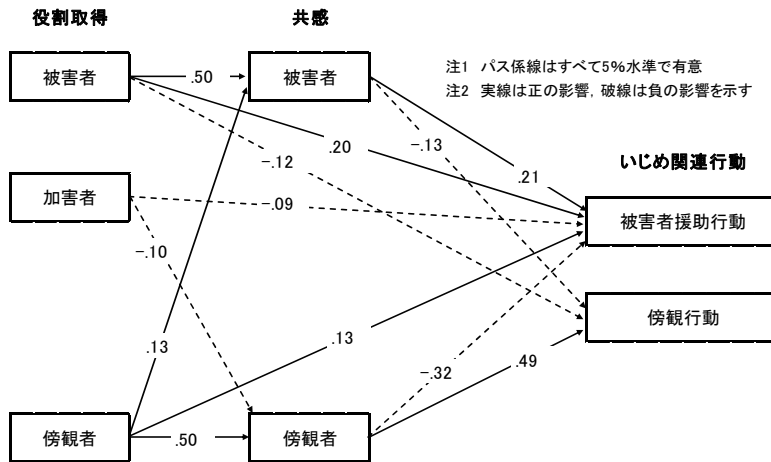 役割取得
共感
被害者
.50
被害者
注1 パス係線はすべて5%水準で有意
注2 実線は正の影響，破線は負の影響を示す
.20
-.12
-.13
.21
いじめ関連行動
加害者
-.09
被害者援助行動
-.10
傍観行動
.13
.13
-.32
.49
傍観者
.50
傍観者